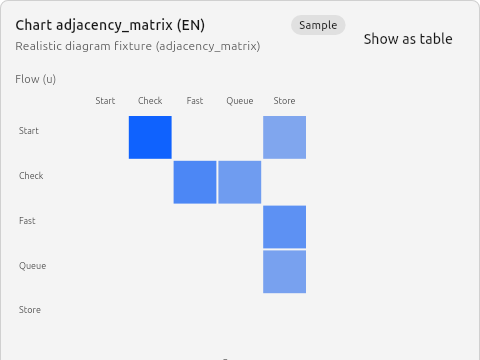 Chart adjacency_matrix (EN)
Sample
Show as table
Realistic diagram fixture (adjacency_matrix)
Flow (u)
Start Check Fast Queue Store
Start
Check
Fast
Queue
Store